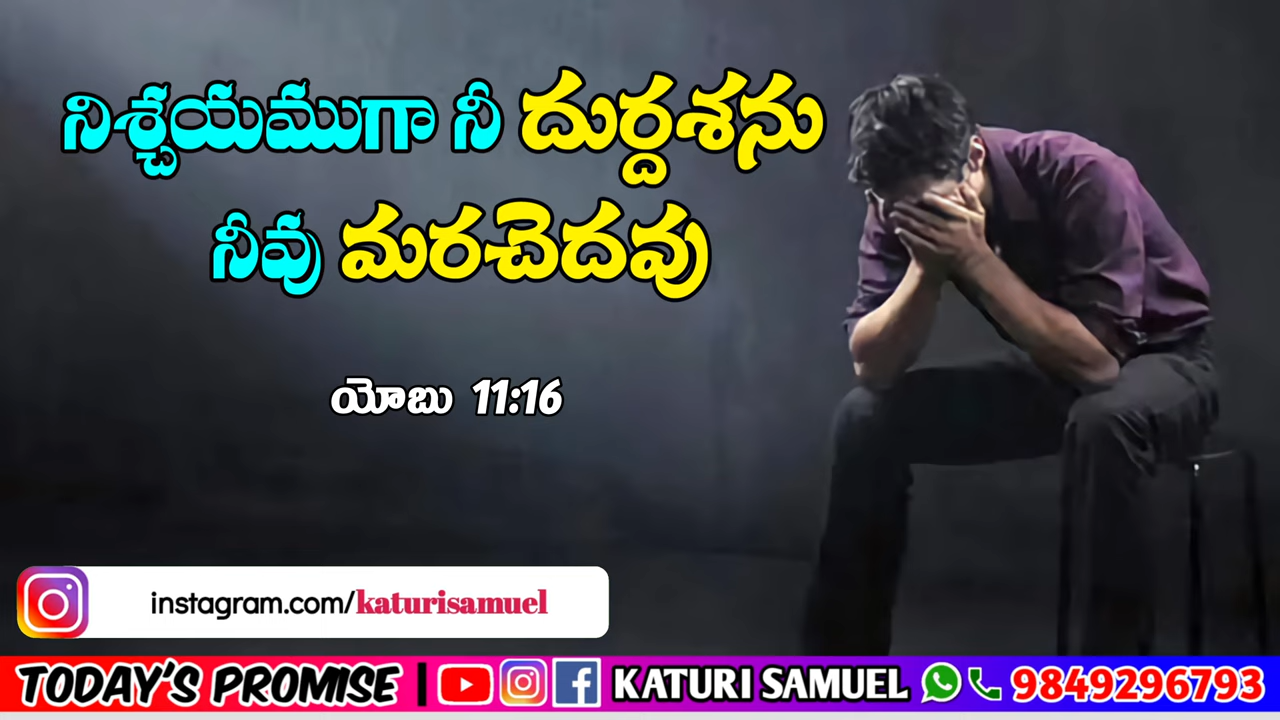 నిశ్చయముగా నీ దుర్దశను
నీవు మరచెదవు
యోబు 11:16
instagram.com/katurisamuel
TODAY'S PROMISE | KATURI SAMUEL 9849296793